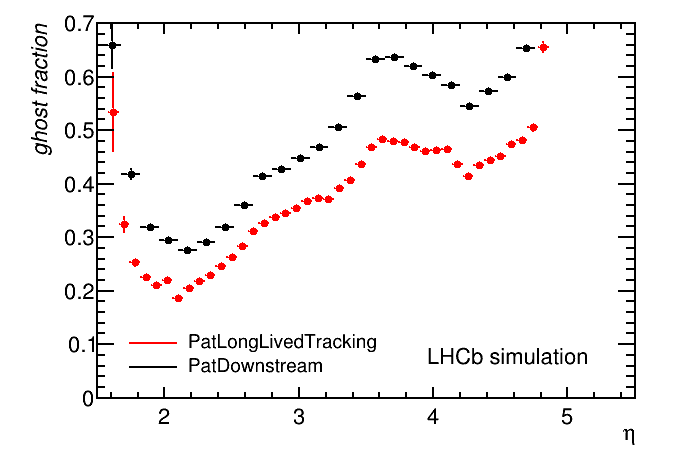 ghost fraction
0.7
0.6
0.5
0.4
0.3
0.2
0.1
0
PatLongLivedTracking
PatDownstream
LHCb simulation
2 3 4 5
η